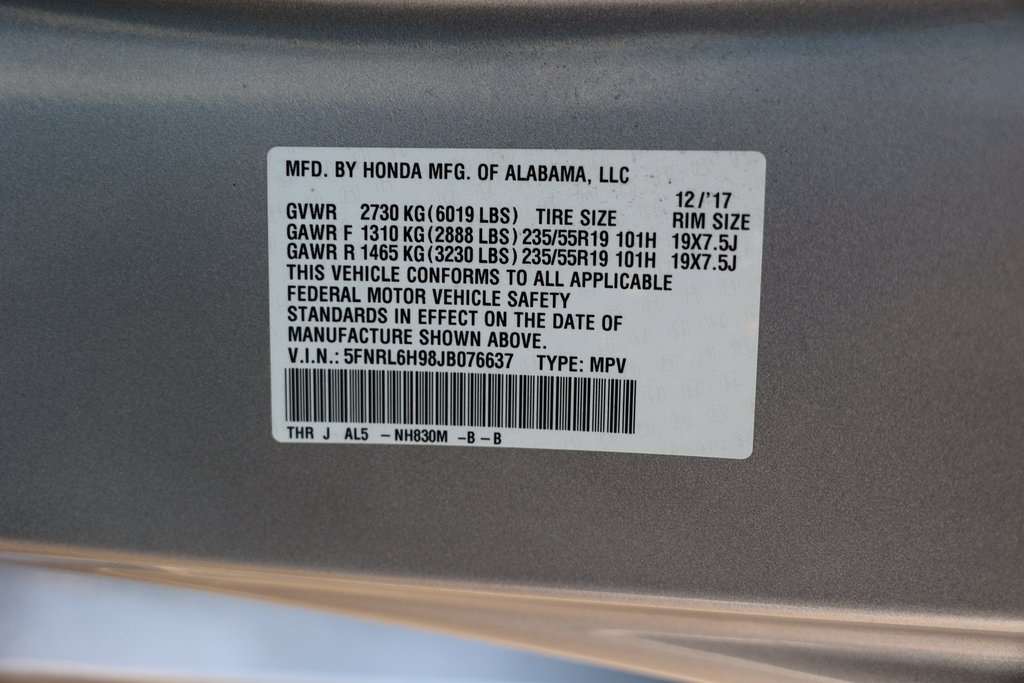 MFD. BY HONDA MFG. OF ALABAMA, LLC
12/'17
GVWR 2730 KG (6019 LBS) TIRE SIZE RIM SIZE
GAWR F 1310 KG (2888 LBS) 235/55R19 101H 19X7.5J
GAWR R 1465 KG (3230 LBS) 235/55R19 101H 19X7.5J
THIS VEHICLE CONFORMS TO ALL APPLICABLE
FEDERAL MOTOR VEHICLE SAFETY
STANDARDS IN EFFECT ON THE DATE OF
MANUFACTURE SHOWN ABOVE.
V.I.N.: 5FNRL6H98JB076637 TYPE: MPV
THR J AL5 - NH830M - B - B